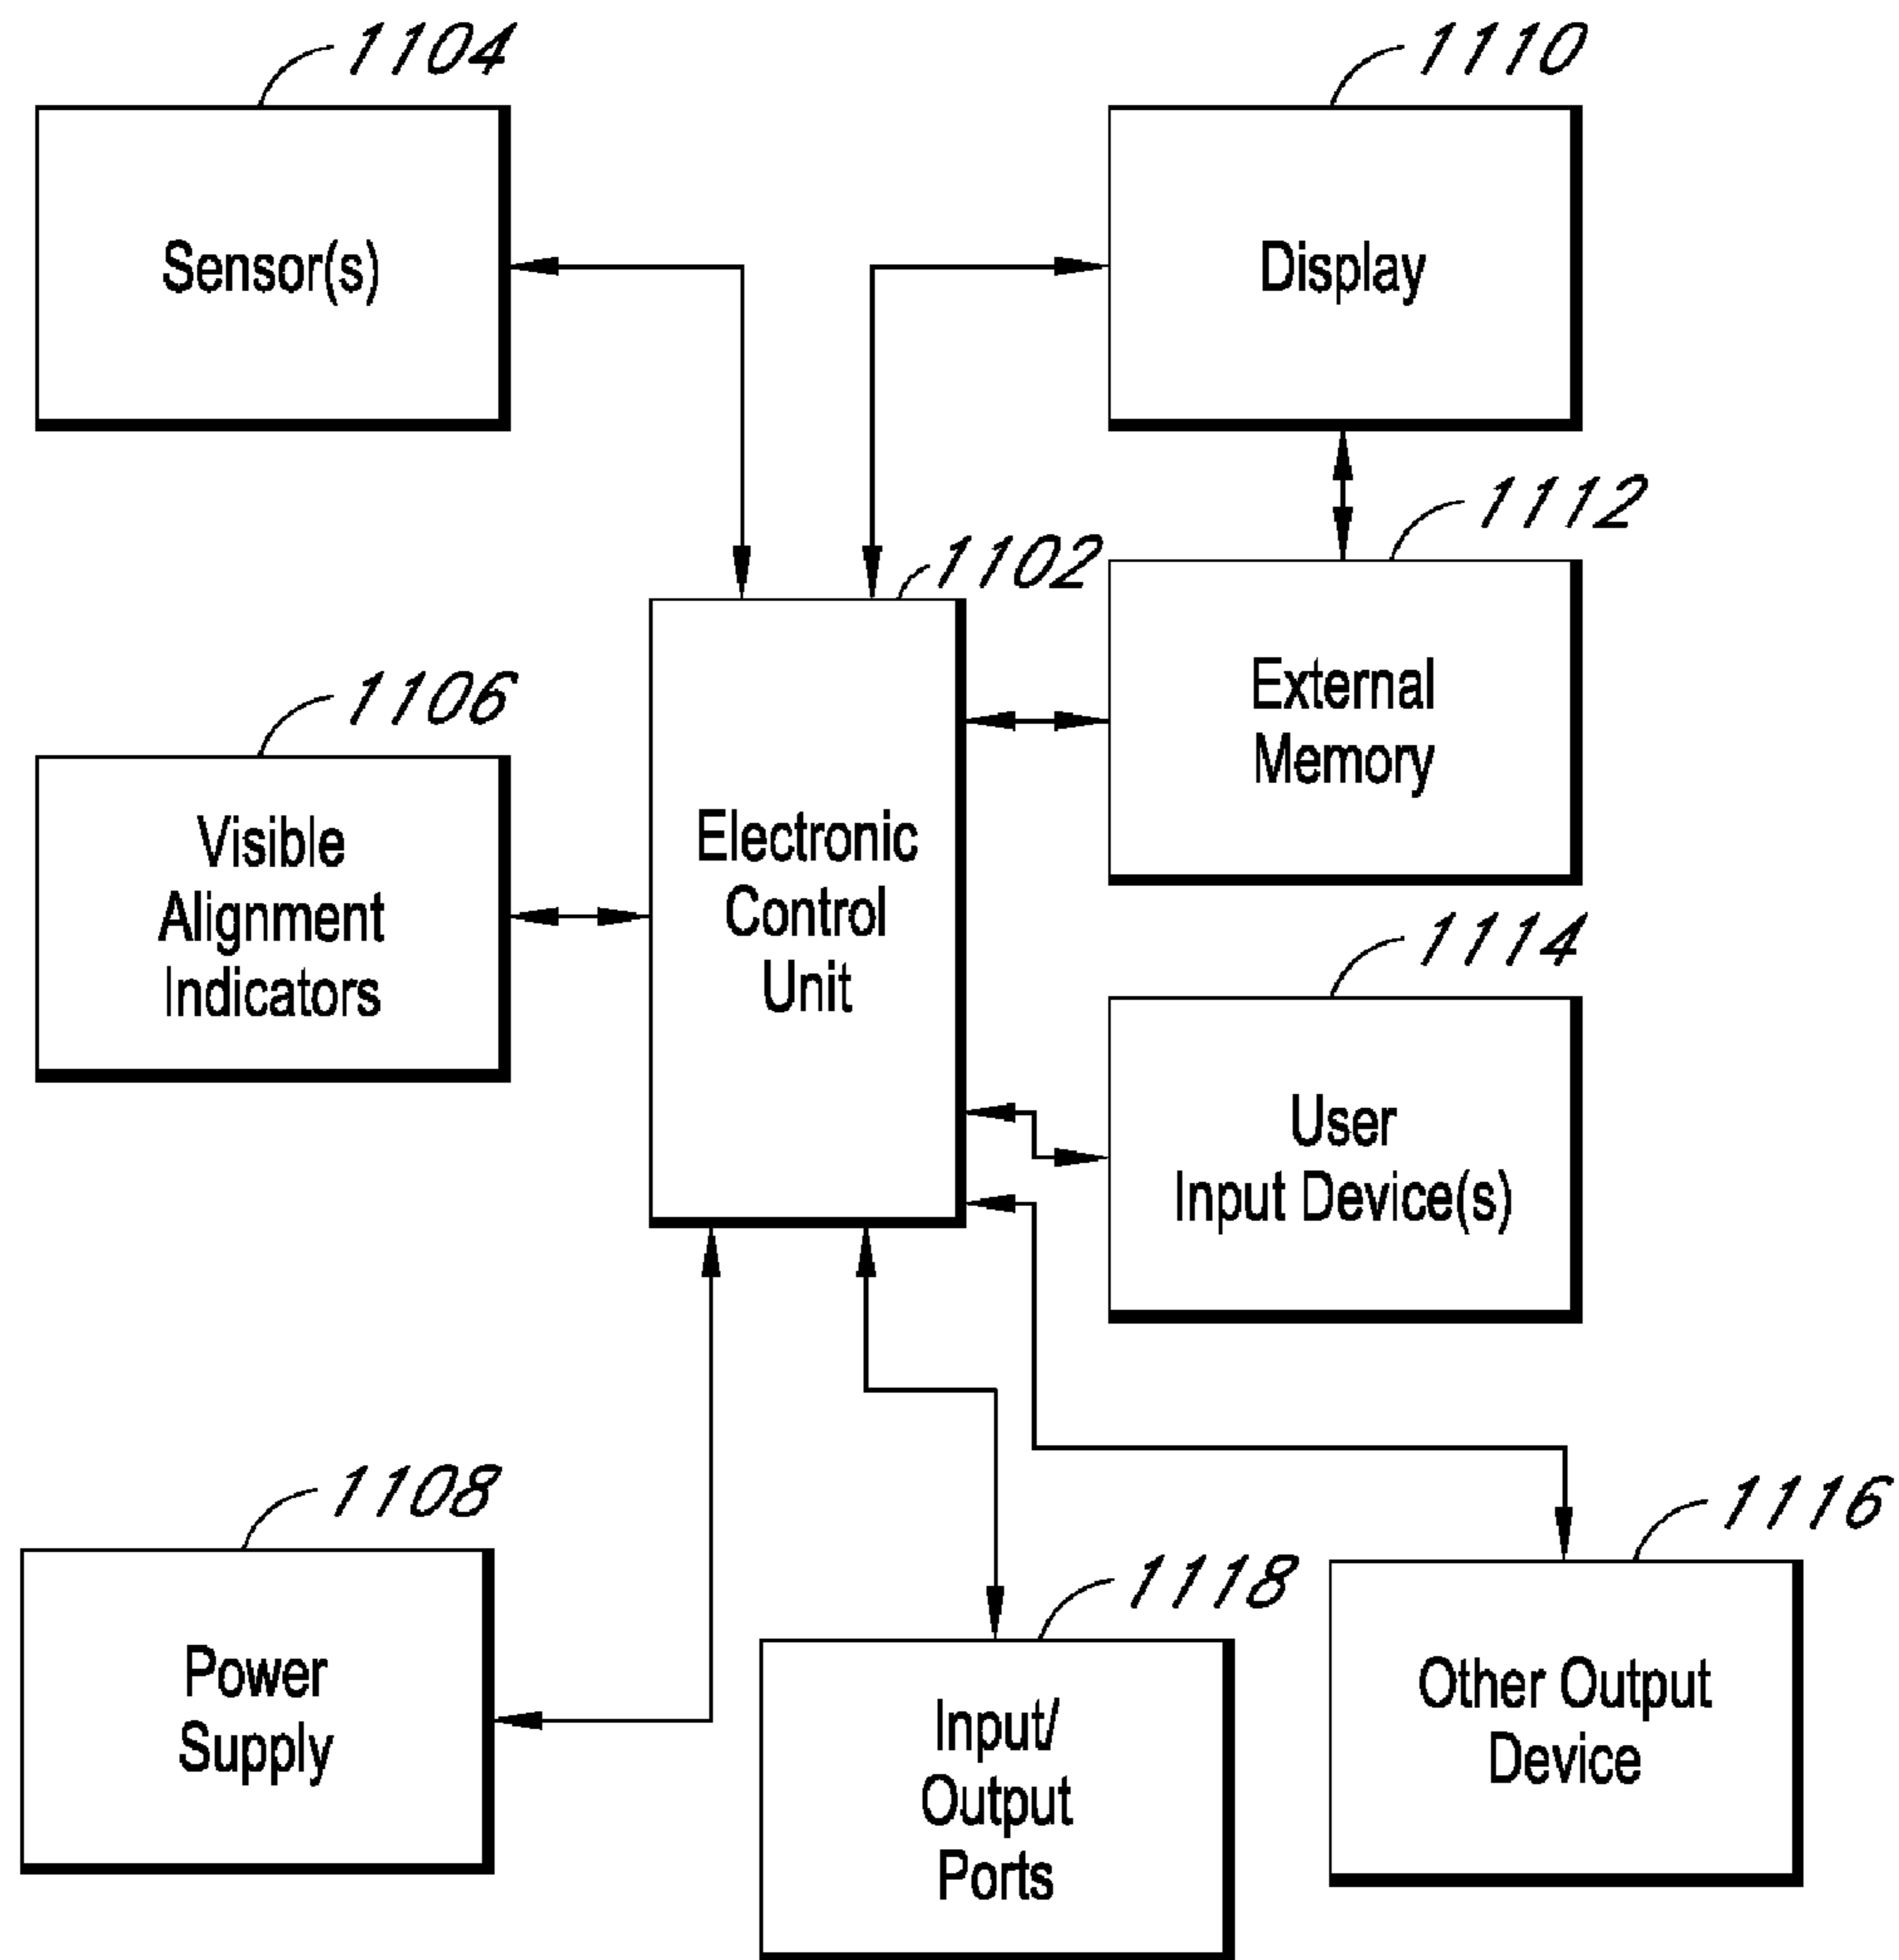 1104
Sensor(s)
1110
Display
1112
External
Memory
1102
Electronic
Control
Unit
1106
Visible
Alignment
Indicators
1114
User
Input Device(s)
1108
Power
Supply
1118
Input/
Output
Ports
1116
Other Output
Device